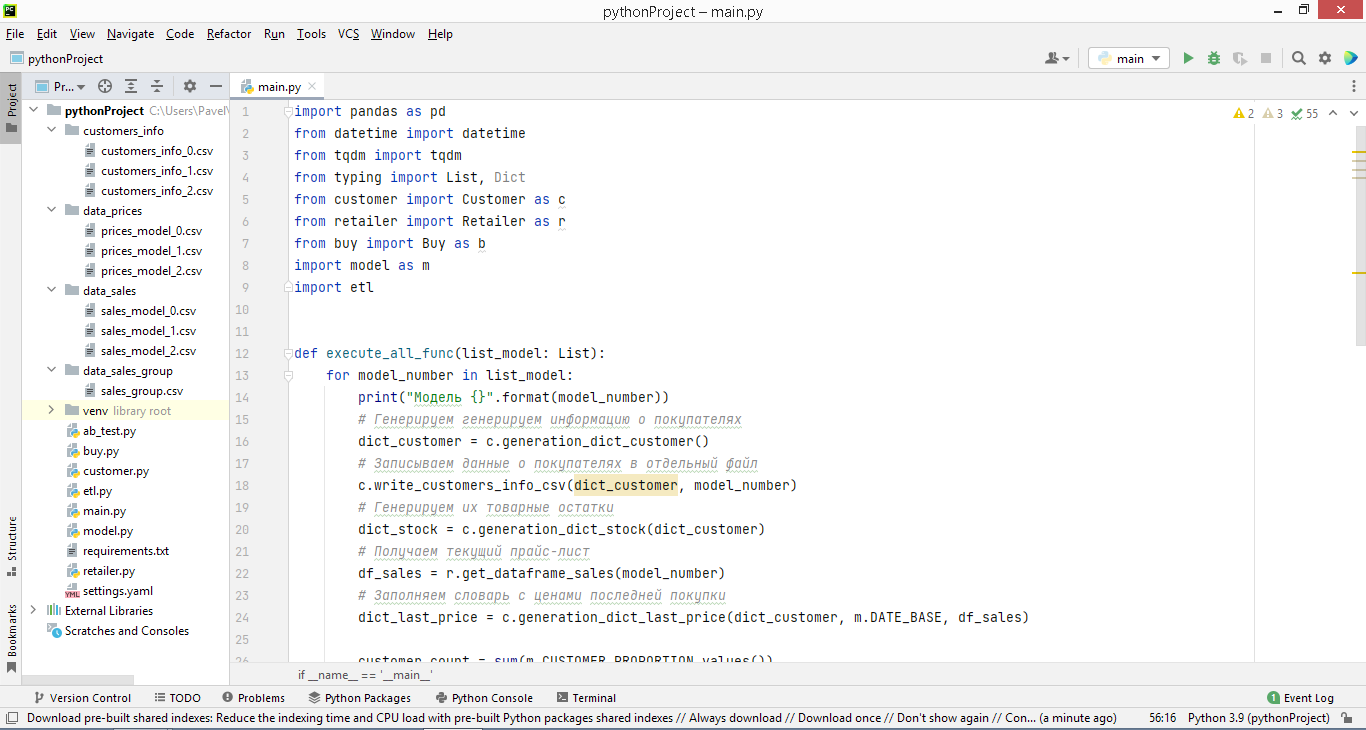 pythonProject – main.py
File Edit View Navigate Code Refactor Run Tools VCS Window Help
pythonProject
main
Project
Pr...
main.py
pythonProject C:\Users\Pavel\
customers_info
customers_info_0.csv
customers_info_1.csv
customers_info_2.csv
data_prices
prices_model_0.csv
prices_model_1.csv
prices_model_2.csv
data_sales
sales_model_0.csv
sales_model_1.csv
sales_model_2.csv
data_sales_group
sales_group.csv
venv library root
ab_test.py
buy.py
customer.py
etl.py
main.py
model.py
requirements.txt
retailer.py
settings.yaml
External Libraries
Scratches and Consoles
Structure
Bookmarks
2 3 55
1 import pandas as pd
2 from datetime import datetime
3 from tqdm import tqdm
4 from typing import List, Dict
5 from customer import Customer as c
6 from retailer import Retailer as r
7 from buy import Buy as b
8 import model as m
9 import etl
10
11
12 def execute_all_func(list_model: List):
13 for model_number in list_model:
14 print("Модель {}".format(model_number))
15 # Генерируем генерируем информацию о покупателях
16 dict_customer = c.generation_dict_customer()
17 # Записываем данные о покупателях в отдельный файл
18 c.write_customers_info_csv(dict_customer, model_number)
19 # Генерируем их товарные остатки
20 dict_stock = c.generation_dict_stock(dict_customer)
21 # Получаем текущий прайс-лист
22 df_sales = r.get_dataframe_sales(model_number)
23 # Заполняем словарь с ценами последней покупки
24 dict_last_price = c.generation_dict_last_price(dict_customer, m.DATE_BASE, df_sales)
25
26 customer_count = sum(m.CUSTOMER_PROPORTION.values())
if __name__ == '__main__'
Version Control TODO Problems Python Packages Python Console Terminal 1 Event Log
Download pre-built shared indexes: Reduce the indexing time and CPU load with pre-built Python packages shared indexes // Always download // Download once // Don't show again // Con... (a minute ago) 56:16 Python 3.9 (pythonProject)